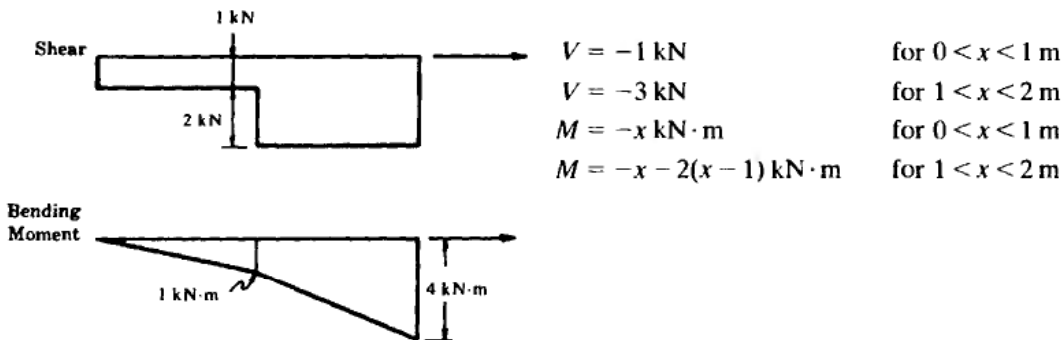 1 kN
Shear
2 kN
V = −1 kN for 0 < x < 1 m
V = −3 kN for 1 < x < 2 m
M = −x kN · m for 0 < x < 1 m
M = −x − 2(x − 1) kN · m for 1 < x < 2 m
Bending
Moment
1 kN·m
4 kN·m